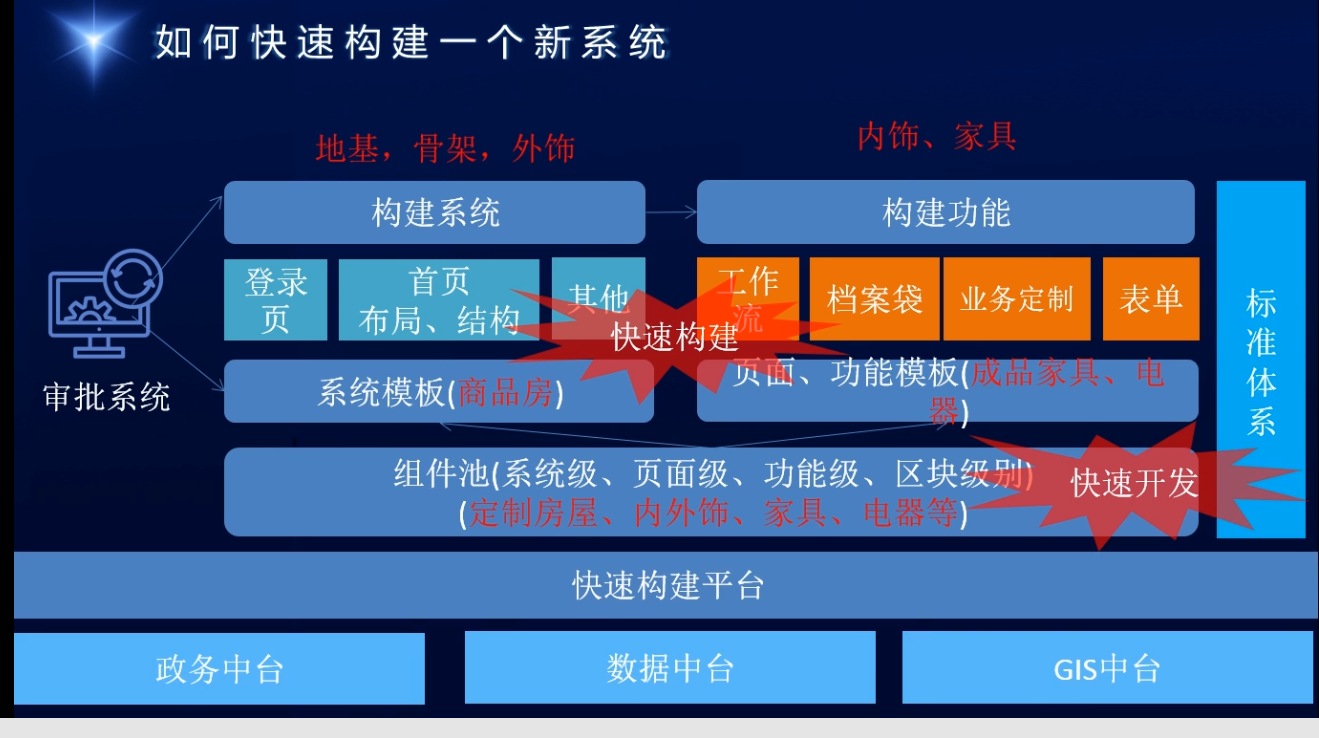 如何快速构建一个新系统
地基，骨架，外饰
内饰、家具
构建系统
构建功能
登录
页
首页
布局、结构
其他
工作
流
档案袋
业务定制
表单
快速构建
审批系统
系统模板(商品房)
页面、功能模板(成品家具、电
器)
组件池(系统级、页面级、功能级、区块级别)
(定制房屋、内外饰、家具、电器等)
快速开发
标
准
体
系
快速构建平台
政务中台
数据中台
GIS中台